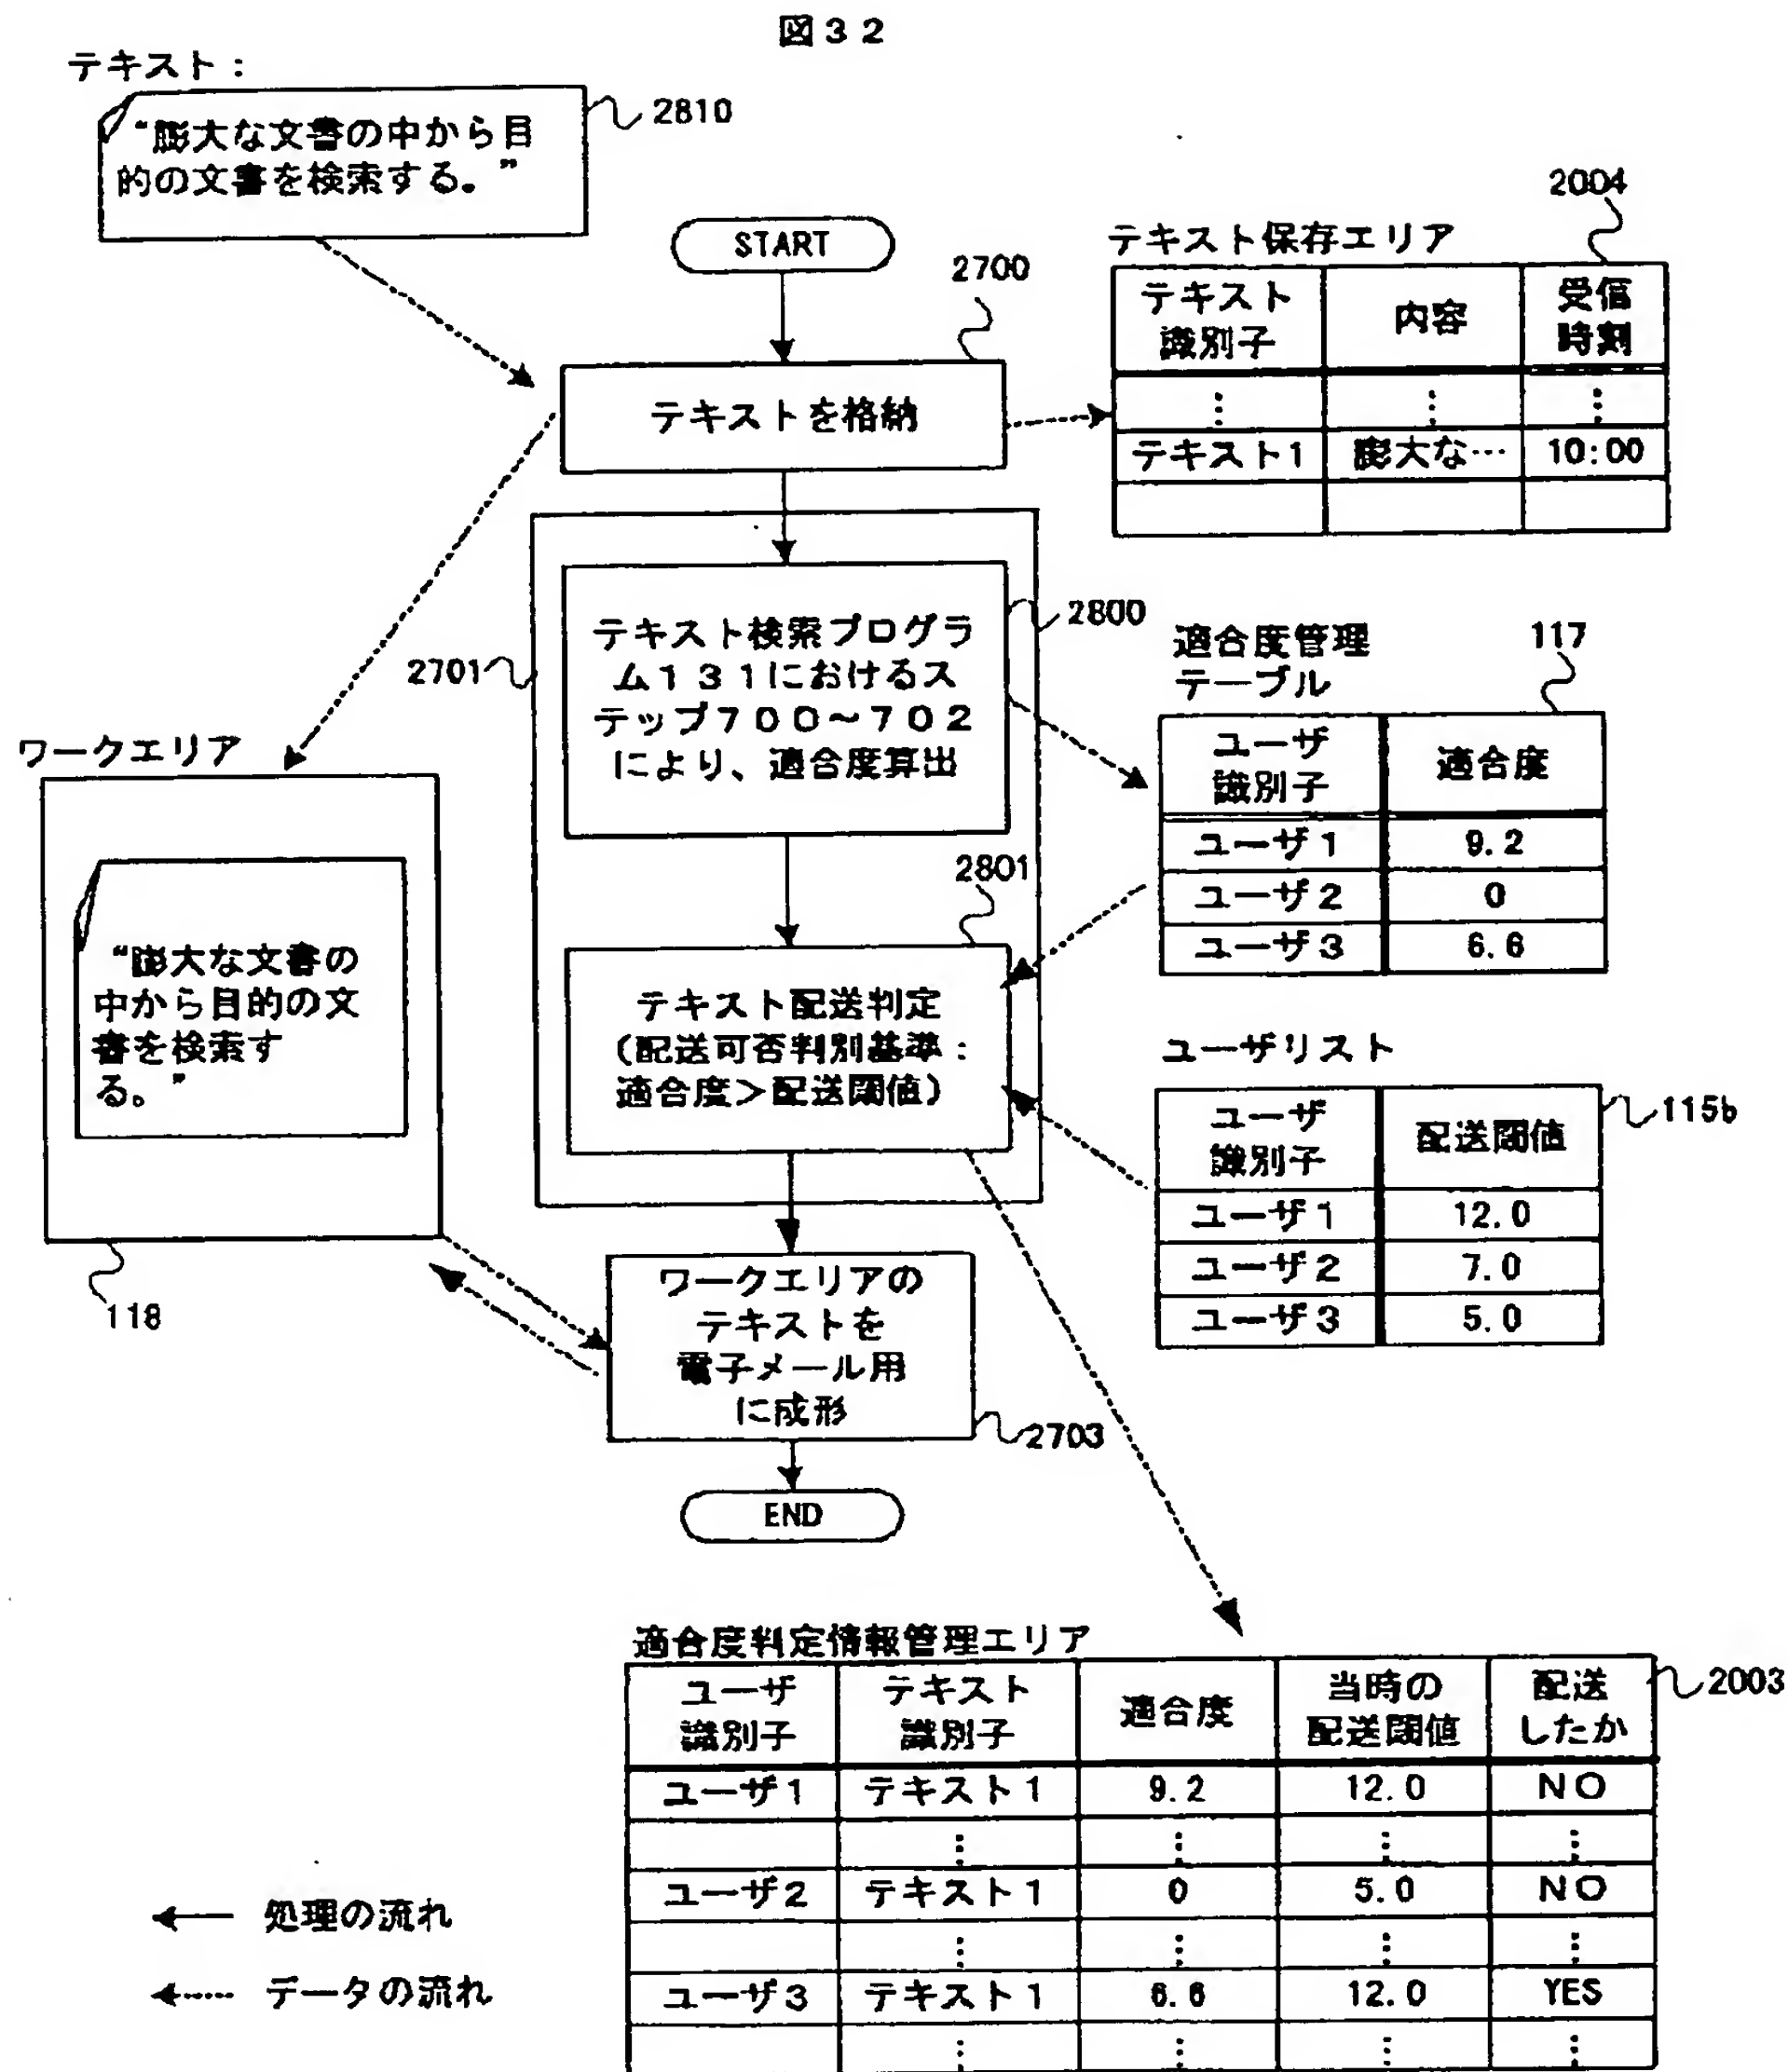 図３２
テキスト：
“膨大な文書の中から目
的の文書を検索する。”
2810
START
2700
テキストを格納
2004
テキスト保存エリア
テキスト
識別子
内容
受信
時刻
⋮ ⋮ ⋮
テキスト1 膨大な… 10:00
2701
2800
テキスト検索プログラ
ム１３１におけるス
テップ７００～７０２
により、適合度算出
適合度管理
テーブル
117
ユーザ
識別子
適合度
ユーザ1 9.2
ユーザ2 0
ユーザ3 6.6
ワークエリア
“膨大な文書の
中から目的の文
書を検索す
る。”
118
2801
テキスト配送判定
（配送可否判別基準：
適合度＞配送閾値）
ユーザリスト
115b
ユーザ
識別子
配送閾値
ユーザ1 12.0
ユーザ2 7.0
ユーザ3 5.0
ワークエリアの
テキストを
電子メール用
に成形
2703
END
適合度判定情報管理エリア
2003
ユーザ
識別子
テキスト
識別子
適合度
当時の
配送閾値
配送
したか
ユーザ1 テキスト1 9.2 12.0 NO
⋮ ⋮ ⋮ ⋮
ユーザ2 テキスト1 0 5.0 NO
⋮ ⋮ ⋮ ⋮
ユーザ3 テキスト1 6.6 12.0 YES
⋮ ⋮ ⋮ ⋮
処理の流れ
データの流れ